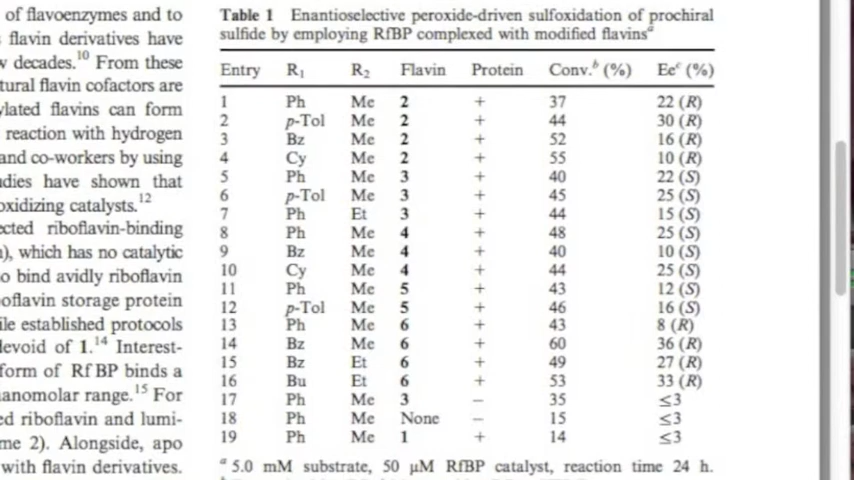 of flavoenzymes and to
flavin derivatives have
decades.10 From these
tural flavin cofactors are
ylated flavins can form
reaction with hydrogen
and co-workers by using
dies have shown that
oxidizing catalysts.12
ected riboflavin-binding
), which has no catalytic
o bind avidly riboflavin
oflavin storage protein
ile established protocols
devoid of 1.14 Interest-
form of RfBP binds a
anomolar range.15 For
ed riboflavin and lumi-
me 2). Alongside, apo
with flavin derivatives.
Table 1 Enantioselective peroxide-driven sulfoxidation of prochiral
sulfide by employing RfBP complexed with modified flavinsa
Entry R1 R2 Flavin Protein Conv.b (%) Eec (%)
1 Ph Me 2 + 37 22 (R)
2 p-Tol Me 2 + 44 30 (R)
3 Bz Me 2 + 52 16 (R)
4 Cy Me 2 + 55 10 (R)
5 Ph Me 3 + 40 22 (S)
6 p-Tol Me 3 + 45 25 (S)
7 Ph Et 3 + 44 15 (S)
8 Ph Me 4 + 48 25 (S)
9 Bz Me 4 + 40 10 (S)
10 Cy Me 4 + 44 25 (S)
11 Ph Me 5 + 43 12 (S)
12 p-Tol Me 5 + 46 16 (S)
13 Ph Me 6 + 43 8 (R)
14 Bz Me 6 + 60 36 (R)
15 Bz Et 6 + 49 27 (R)
16 Bu Et 6 + 53 33 (R)
17 Ph Me 3 − 35 ≤3
18 Ph Me None − 15 ≤3
19 Ph Me 1 + 14 ≤3
a 5.0 mM substrate, 50 μM RfBP catalyst, reaction time 24 h.